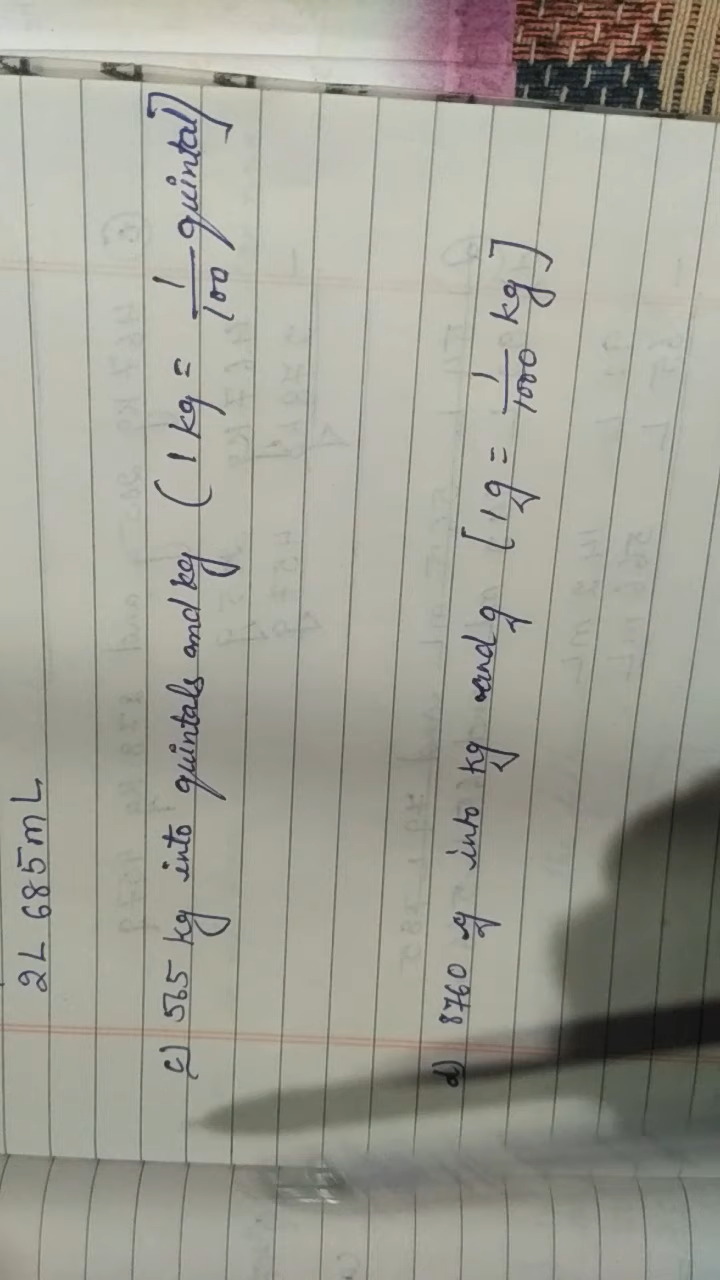 2L 685mL
c) 565 kg into quintals and kg ( 1 kg = 1/100 quintal]
d) 8760 g into kg and g [ 1g = 1/1000 kg ]